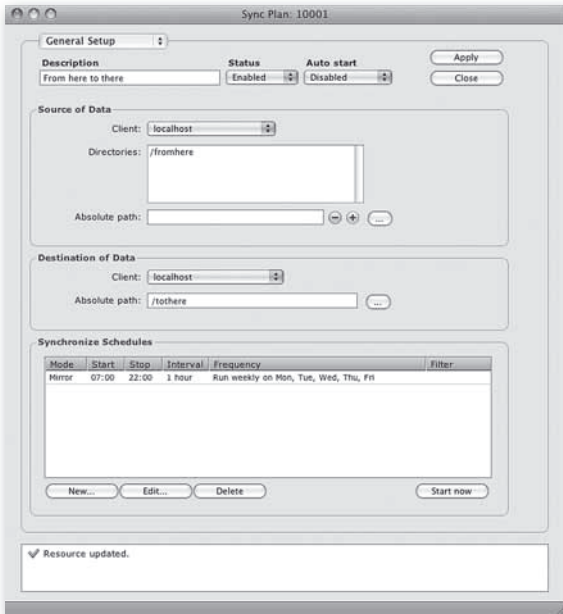 Sync Plan: 10001
General Setup
Description Status Auto start
From here to there Enabled Disabled
Apply
Close
Source of Data
Client: localhost
Directories: /fromhere
Absolute path: ...
Destination of Data
Client: localhost
Absolute path: /tothere ...
Synchronize Schedules
Mode Start Stop Interval Frequency Filter
Mirror 07:00 22:00 1 hour Run weekly on Mon, Tue, Wed, Thu, Fri
New... Edit... Delete Start now
Resource updated.